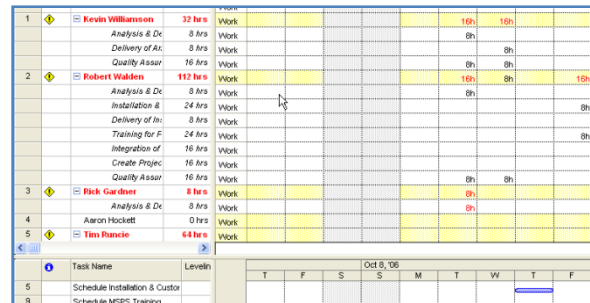 1 Kevin Williamson 32 hrs Work 16h 16h
Analysis & De 8 hrs Work 8h
Delivery of Ar. 8 hrs Work 8h
Quality Assur 16 hrs Work 8h 8h
2 Robert Walden 112 hrs Work 16h 8h 16h
Analysis & De 8 hrs Work 8h
Installation & 24 hrs Work 8h
Delivery of In: 8 hrs Work
Training for F 24 hrs Work 8h
Integration of 16 hrs Work
Create Projec 16 hrs Work
Quality Assur 16 hrs Work 8h 8h
3 Rick Gardner 8 hrs Work 8h
Analysis & De 8 hrs Work 8h
4 Aaron Hockett 0 hrs Work
5 Tim Runcie 64 hrs Work
Task Name Levelin Oct 8, '06
T F S S M T W T F
5 Schedule Installation & Custor
9 Schedule MSPS Training